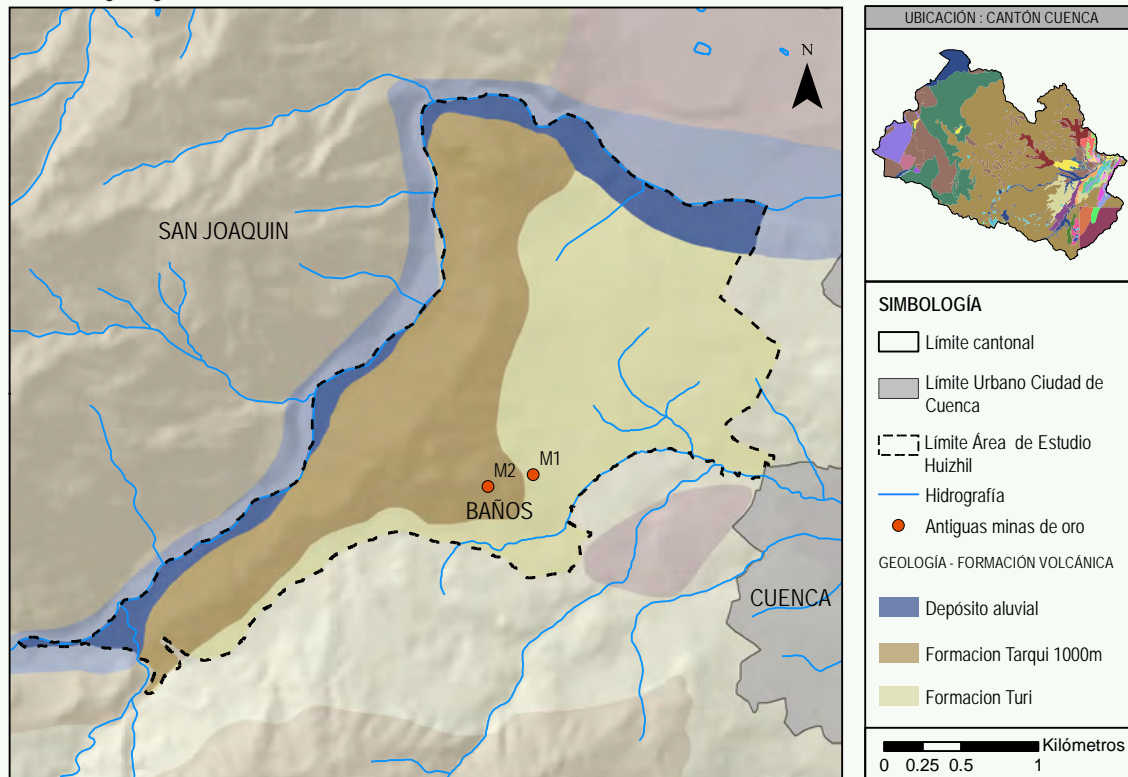 N
SAN JOAQUIN
M2
M1
BAÑOS
CUENCA
UBICACIÓN : CANTÓN CUENCA
SIMBOLOGÍA
Límite cantonal
Límite Urbano Ciudad de
Cuenca
Límite Área de Estudio
Huizhil
Hidrografía
Antiguas minas de oro
GEOLOGÍA - FORMACIÓN VOLCÁNICA
Depósito aluvial
Formacion Tarqui 1000m
Formacion Turi
Kilómetros
0 0.25 0.5 1